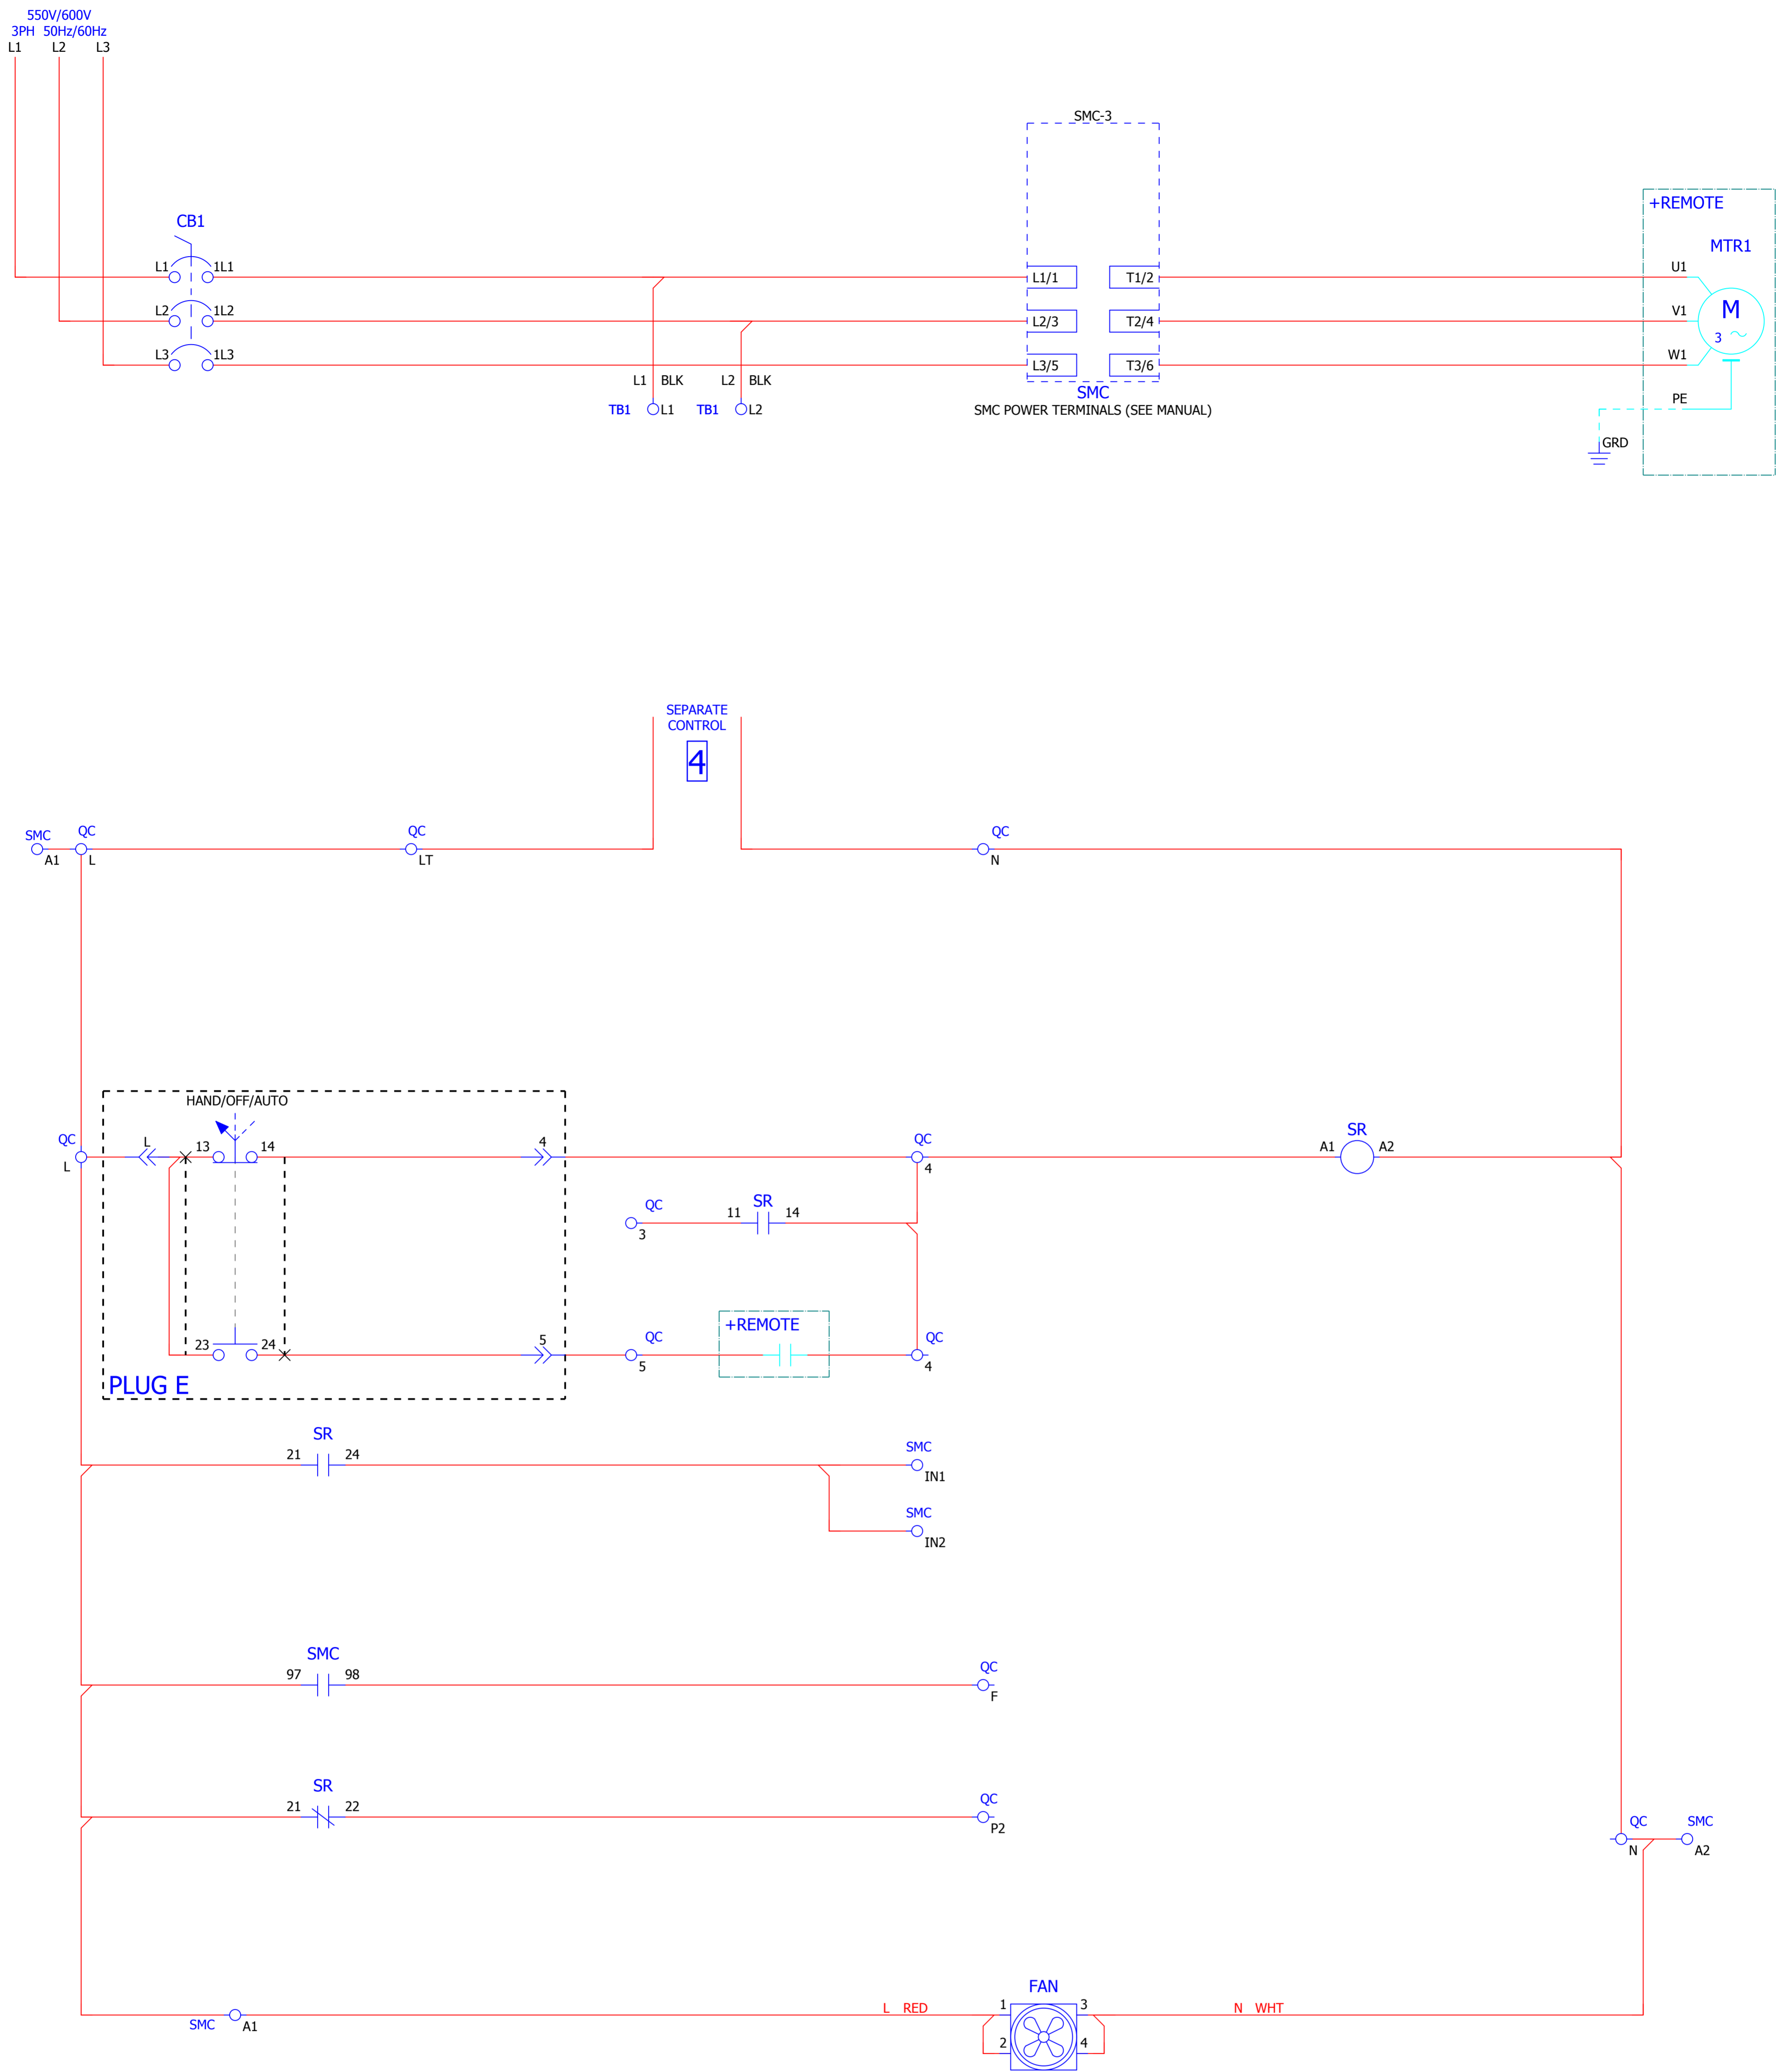 550V/600V
3PH 50Hz/60Hz
L1 L2 L3
SMC-3
+REMOTE
CB1
MTR1
L1 1L1 L1/1 T1/2 U1
M
3
L2 1L2 L2/3 T2/4 V1
L3 1L3 L3/5 T3/6 W1
L1 BLK L2 BLK
SMC
TB1 L1 TB1 L2
SMC POWER TERMINALS (SEE MANUAL)
PE
GRD
SEPARATE
CONTROL
4
SMC QC QC QC
A1 L LT N
HAND/OFF/AUTO
QC L 13 14 4 QC SR
A1 A2
L 4
QC SR
11 14
3
+REMOTE
23 24 5 QC QC
5 4
PLUG E
SR
21 24 SMC
IN1
SMC
IN2
SMC
97 98 QC
F
SR
21 22 QC
P2
QC SMC
N A2
FAN
L RED 1 3 N WHT
SMC A1
2 4